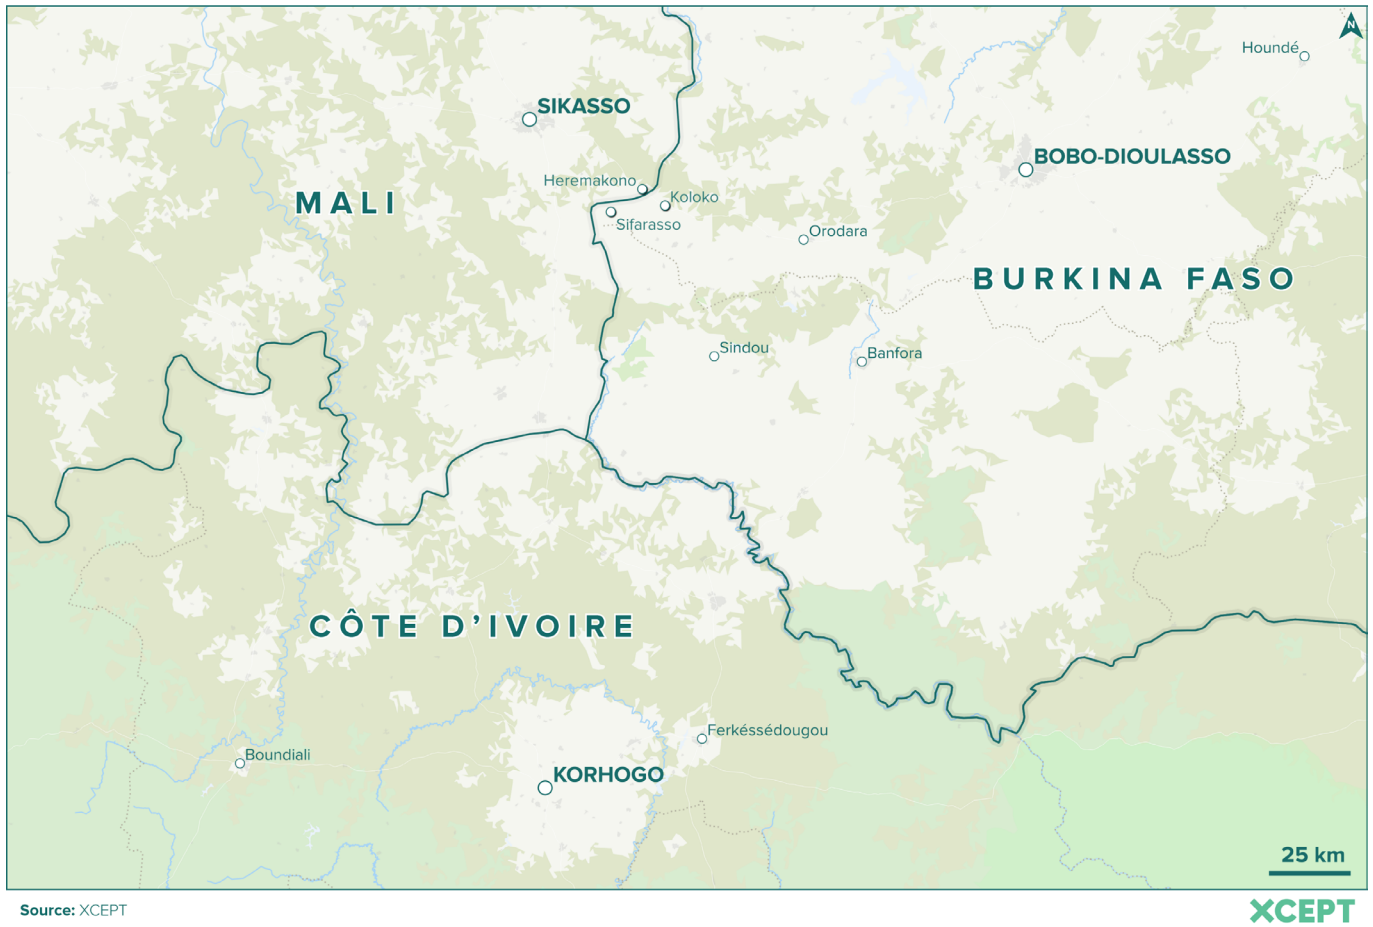 N
Houndé
SIKASSO
BOBO-DIOULASSO
Heremakono
MALI
Koloko
Sifarasso
Orodara
BURKINA FASO
Sindou
Banfora
CÔTE D'IVOIRE
Ferkéssédougou
Boundiali
KORHOGO
25 km
Source: XCEPT
XCEPT